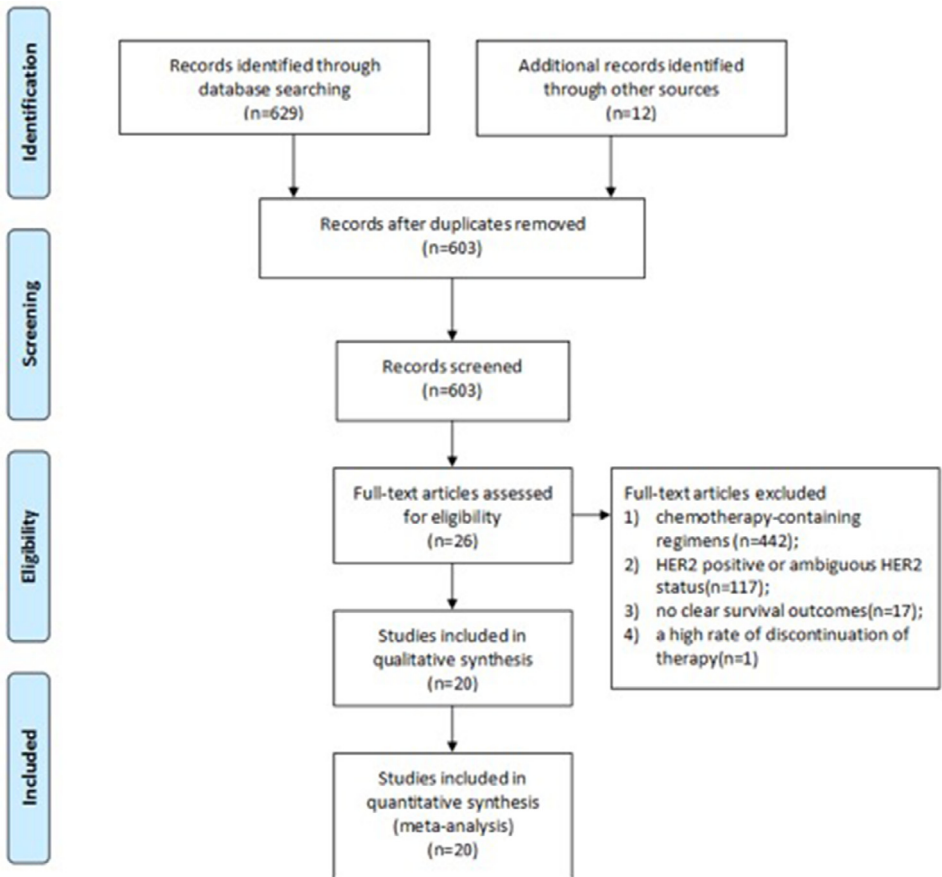 Identification
Records identified through
database searching
(n=629)
Additional records identified
through other sources
(n=12)
Records after duplicates removed
(n=603)
Screening
Records screened
(n=603)
Eligibility
Full-text articles assessed
for eligibility
(n=26)
Full-text articles excluded
1) chemotherapy-containing
regimens (n=442);
2) HER2 positive or ambiguous HER2
status(n=117);
3) no clear survival outcomes(n=17);
4) a high rate of discontinuation of
therapy(n=1)
Studies included in
qualitative synthesis
(n=20)
Included
Studies included in
quantitative synthesis
(meta-analysis)
(n=20)